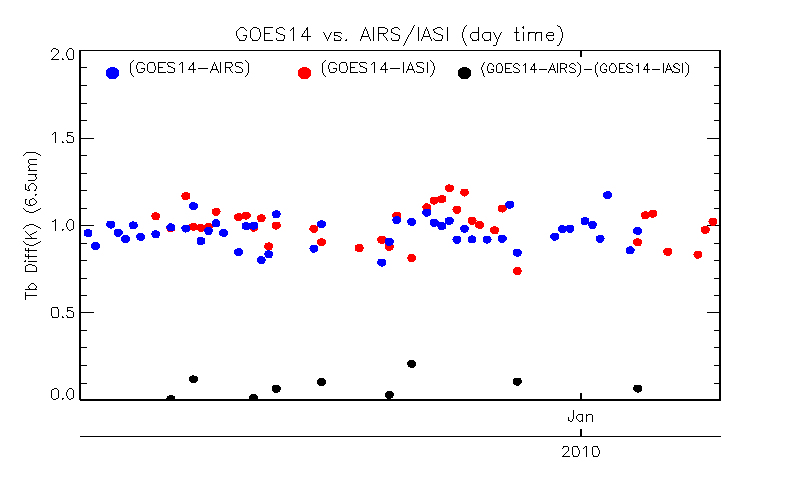 GOES14 vs. AIRS/IASI (day time)
2.0
(GOES14-AIRS) (GOES14-IASI) (GOES14-AIRS)-(GOES14-IASI)
1.5
1.0
0.5
0.0
Tb Diff(K) (6.5um)
Jan
2010